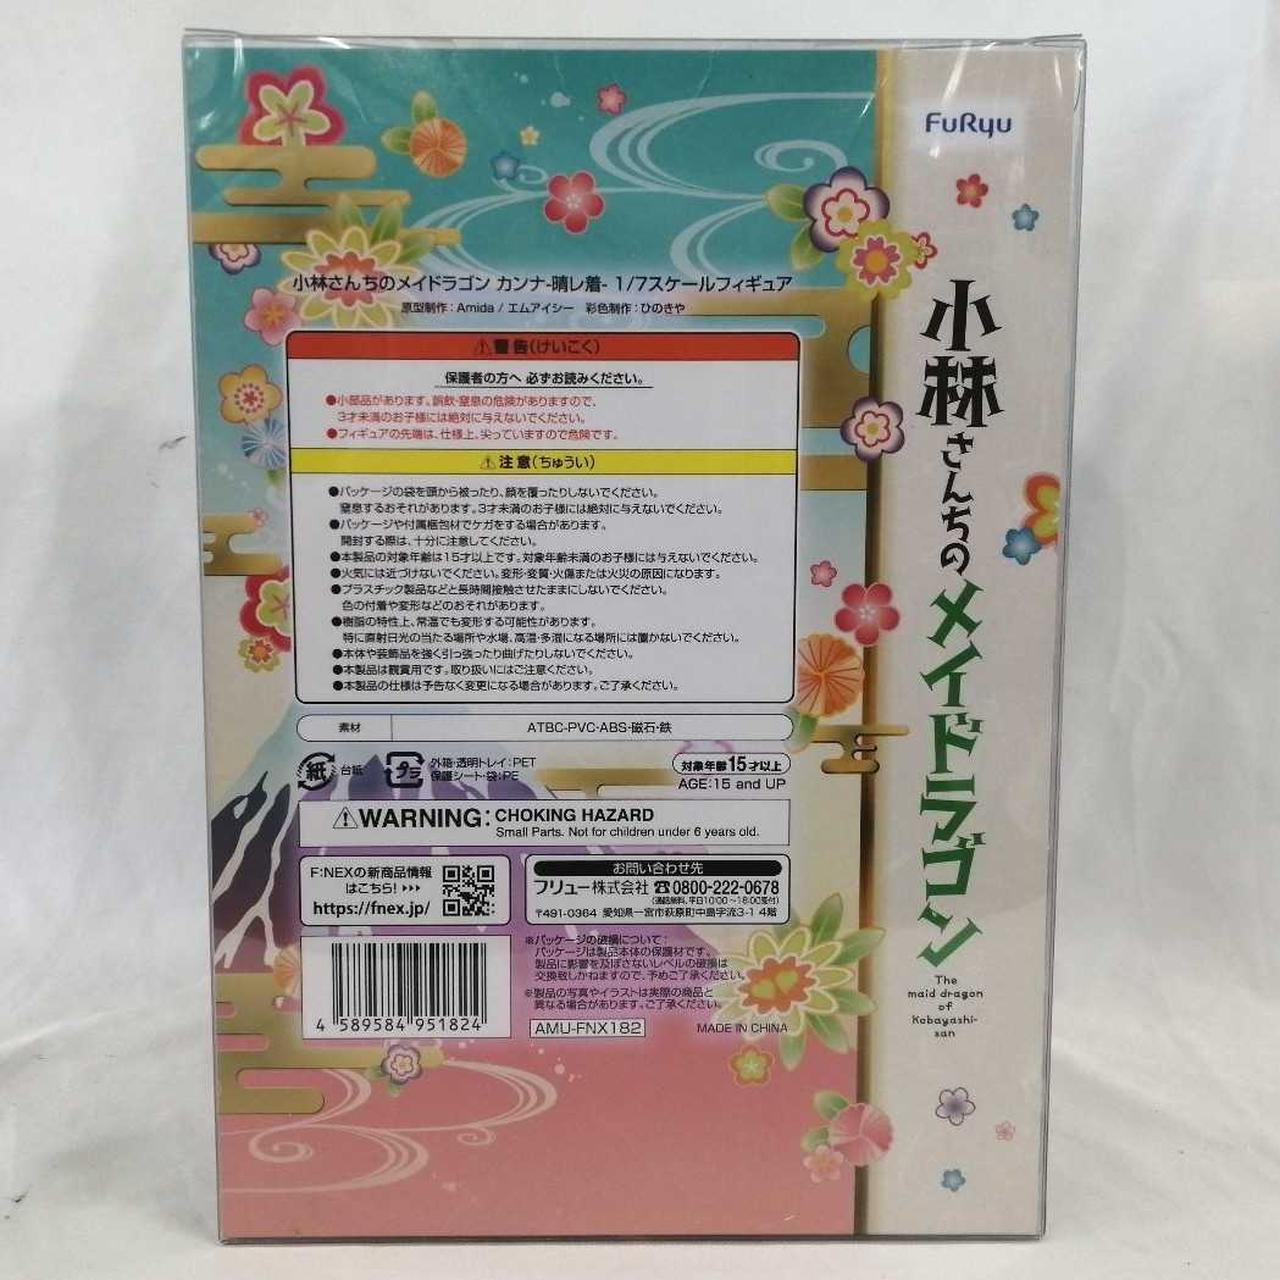 FuRyu
小林さんちのメイドラゴン
The
maid dragon
of
Kobayashi-
san
小林さんちのメイドラゴン カンナ-晴レ着- 1/7スケールフィギュア
原型制作：Amida / エムアイシー　彩色制作：ひのきや
⚠警告(けいこく)
保護者の方へ 必ずお読みください。
●小部品があります。誤飲・窒息の危険がありますので、
3才未満のお子様には絶対に与えないでください。
●フィギュアの先端は、仕様上、尖っていますので危険です。
⚠注意(ちゅうい)
●パッケージの袋を頭から被ったり、顔を覆ったりしないでください。
窒息するおそれがあります。3才未満のお子様には絶対に与えないでください。
●パッケージや付属梱包材でケガをする場合があります。
開封する際は、十分に注意してください。
●本製品の対象年齢は15才以上です。対象年齢未満のお子様には与えないでください。
●火気には近づけないでください。変形・変質・火傷または火災の原因になります。
●プラスチック製品などと長時間接触させたままにしないでください。
色の付着や変形などのおそれがあります。
●樹脂の特性上、常温でも変形する可能性があります。
特に直射日光の当たる場所や水場、高温・多湿になる場所には置かないでください。
●本体や装飾品を強く引っ張ったり曲げたりしないでください。
●本製品は観賞用です。取り扱いにはご注意ください。
●本製品の仕様は予告なく変更になる場合があります。ご了承ください。
素材 ATBC-PVC・ABS・磁石・鉄
紙 台紙 プラ 外箱・透明トレイ：PET
保護シート・袋：PE
対象年齢15才以上
AGE:15 and UP
⚠WARNING: CHOKING HAZARD
Small Parts. Not for children under 6 years old.
F:NEXの新商品情報
はこちら! ▸▸▸
https://fnex.jp/
お問い合わせ先
フリュー株式会社 ☎0800-222-0678
(通話無料、平日10:00〜18:00受付)
〒491-0364 愛知県一宮市萩原町中島字流3-1 4階
4 589584 951824
※パッケージの破損について：
パッケージは製品本体の保護材です。
製品に影響を及ぼさないレベルの破損は
交換致しかねますので、予めご了承ください。
※製品の写真やイラストは実際の商品と
異なる場合があります。ご了承ください。
AMU-FNX182
MADE IN CHINA